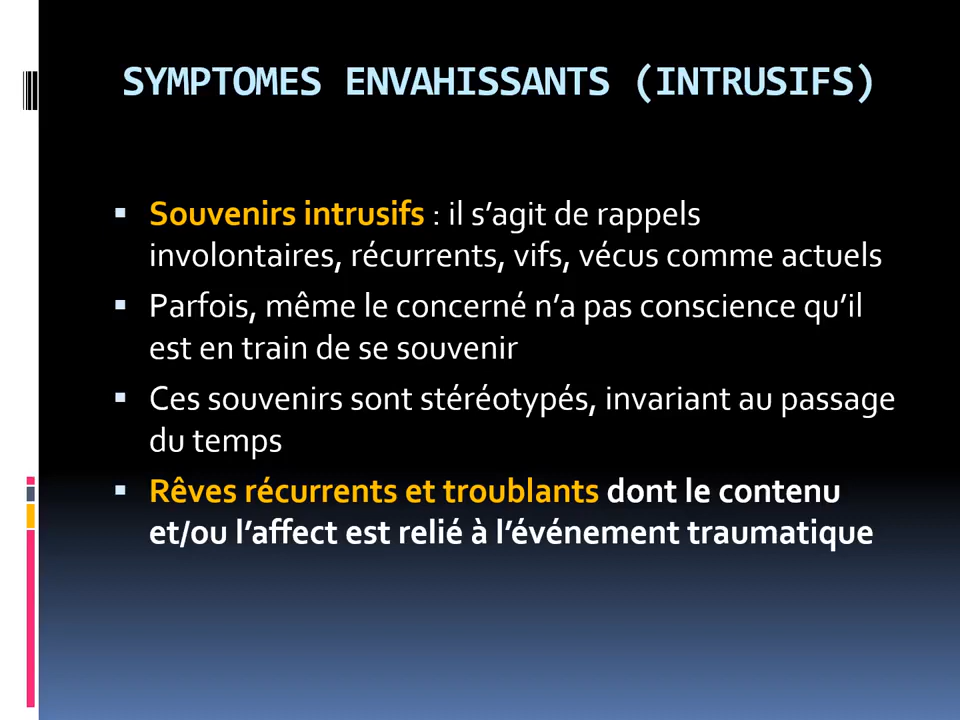 SYMPTOMES ENVAHISSANTS (INTRUSIFS)
▪ Souvenirs intrusifs : il s’agit de rappels
involontaires, récurrents, vifs, vécus comme actuels
▪ Parfois, même le concerné n’a pas conscience qu’il
est en train de se souvenir
▪ Ces souvenirs sont stéréotypés, invariant au passage
du temps
▪ Rêves récurrents et troublants dont le contenu
et/ou l’affect est relié à l’événement traumatique